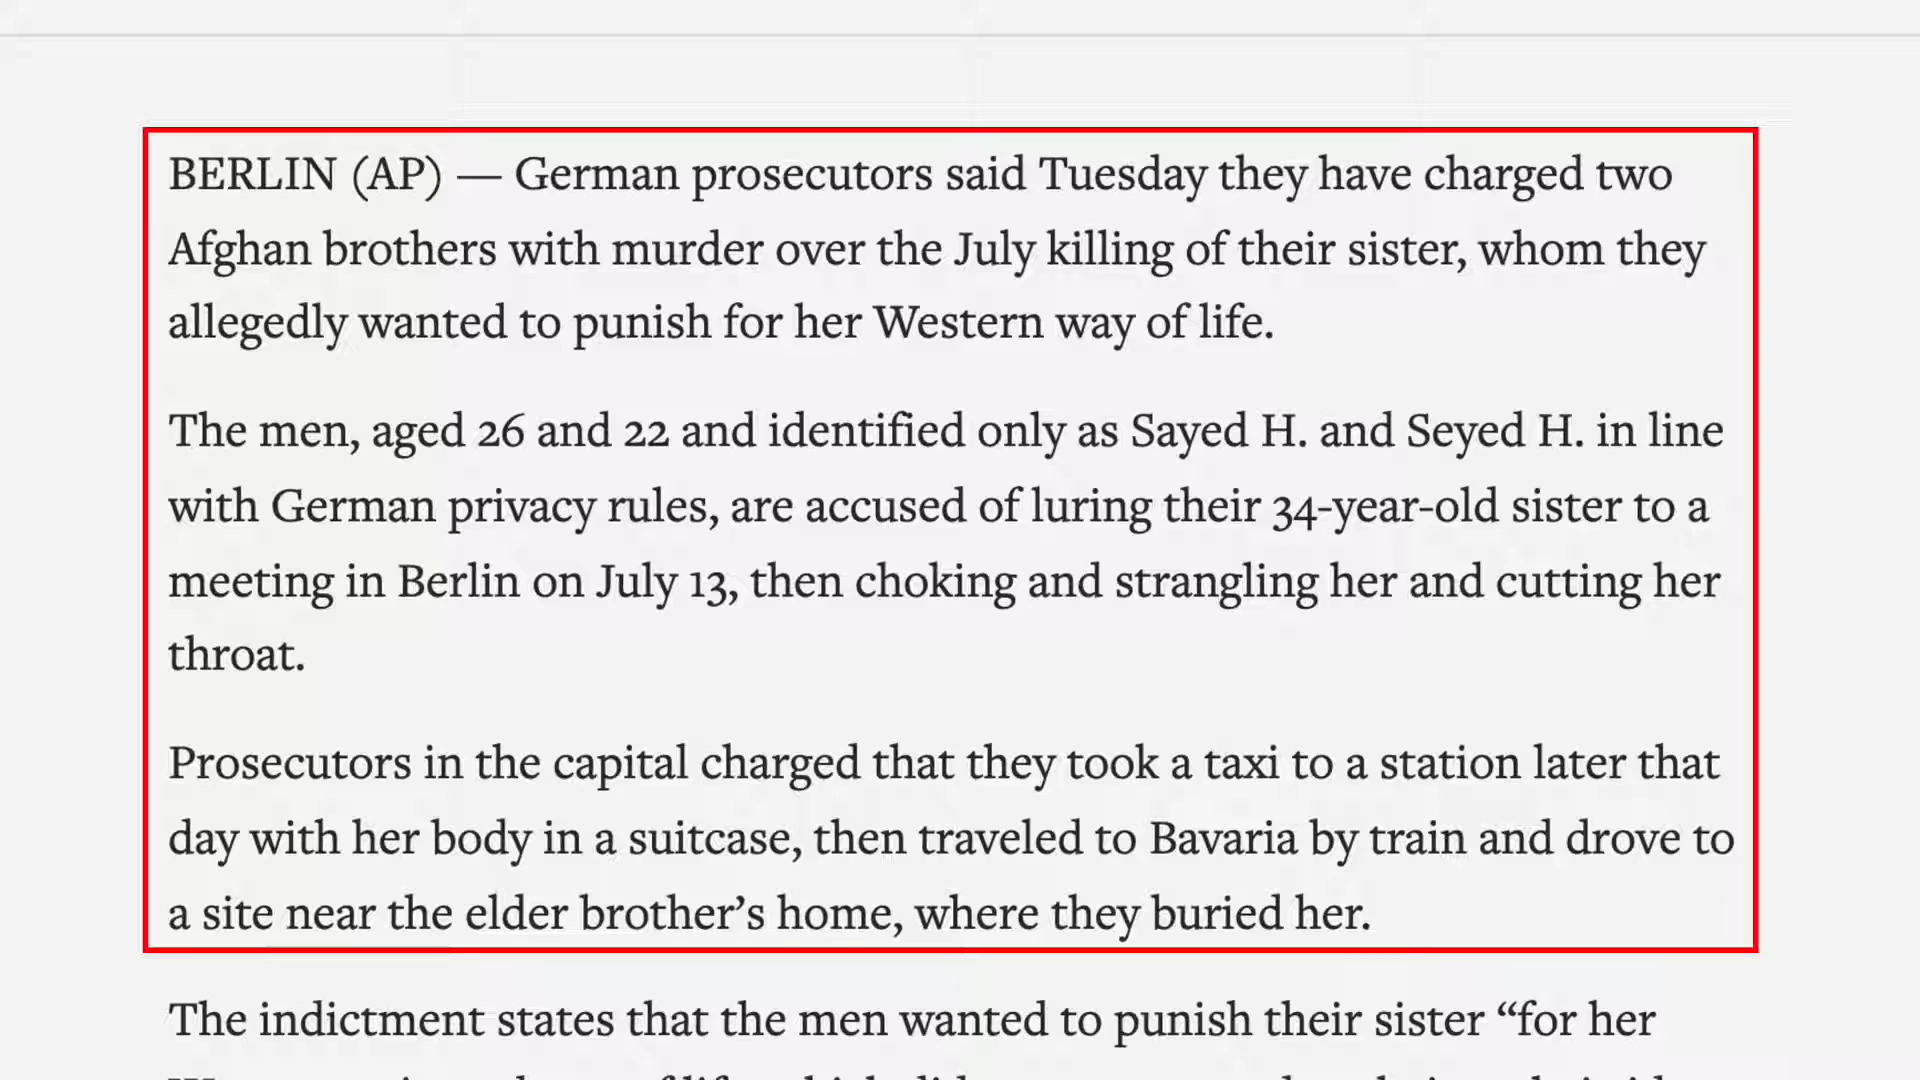 BERLIN (AP) — German prosecutors said Tuesday they have charged two
Afghan brothers with murder over the July killing of their sister, whom they
allegedly wanted to punish for her Western way of life.
The men, aged 26 and 22 and identified only as Sayed H. and Seyed H. in line
with German privacy rules, are accused of luring their 34-year-old sister to a
meeting in Berlin on July 13, then choking and strangling her and cutting her
throat.
Prosecutors in the capital charged that they took a taxi to a station later that
day with her body in a suitcase, then traveled to Bavaria by train and drove to
a site near the elder brother’s home, where they buried her.
The indictment states that the men wanted to punish their sister “for her